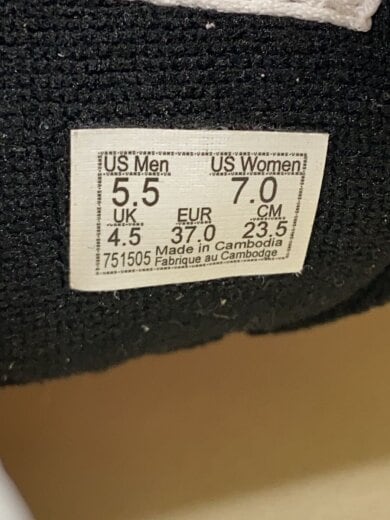 US Men US Women
5.5 7.0
UK EUR CM
4.5 37.0 23.5
Made in Cambodia
751505 Fabrique au Cambodge